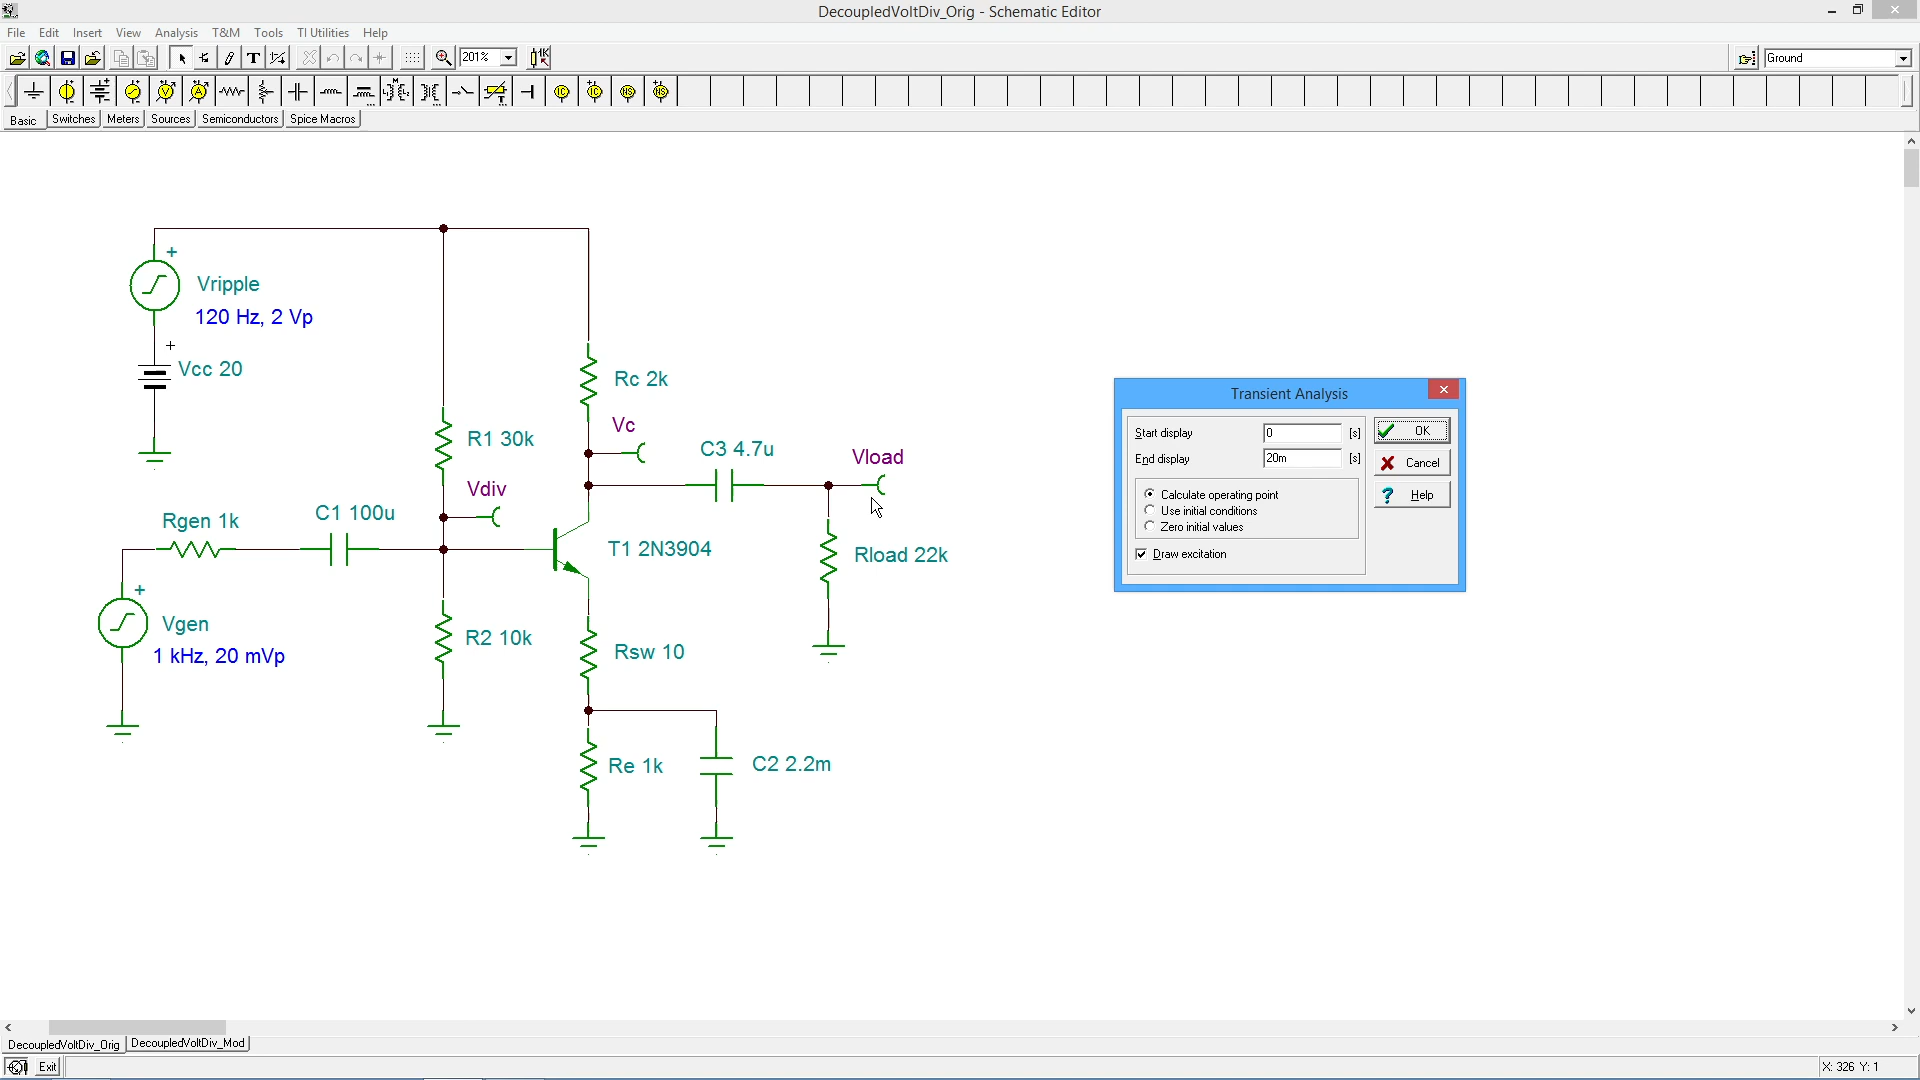 DecoupledVoltDiv_Orig - Schematic Editor
File Edit Insert View Analysis T&M Tools TI Utilities Help
201% Ground
Basic Switches Meters Sources Semiconductors Spice Macros
+
Vripple
120 Hz, 2 Vp
+
Vcc 20
Rc 2k
Vc
R1 30k
C3 4.7u
Vload
Vdiv
C1 100u
Rgen 1k
T1 2N3904
Rload 22k
+
Vgen
1 kHz, 20 mVp
R2 10k
Rsw 10
Re 1k
C2 2.2m
Transient Analysis
Start display 0 [s] OK
End display 20m [s] Cancel
Calculate operating point Help
Use initial conditions
Zero initial values
Draw excitation
DecoupledVoltDiv_Orig DecoupledVoltDiv_Mod
Exit X: 326 Y: 1